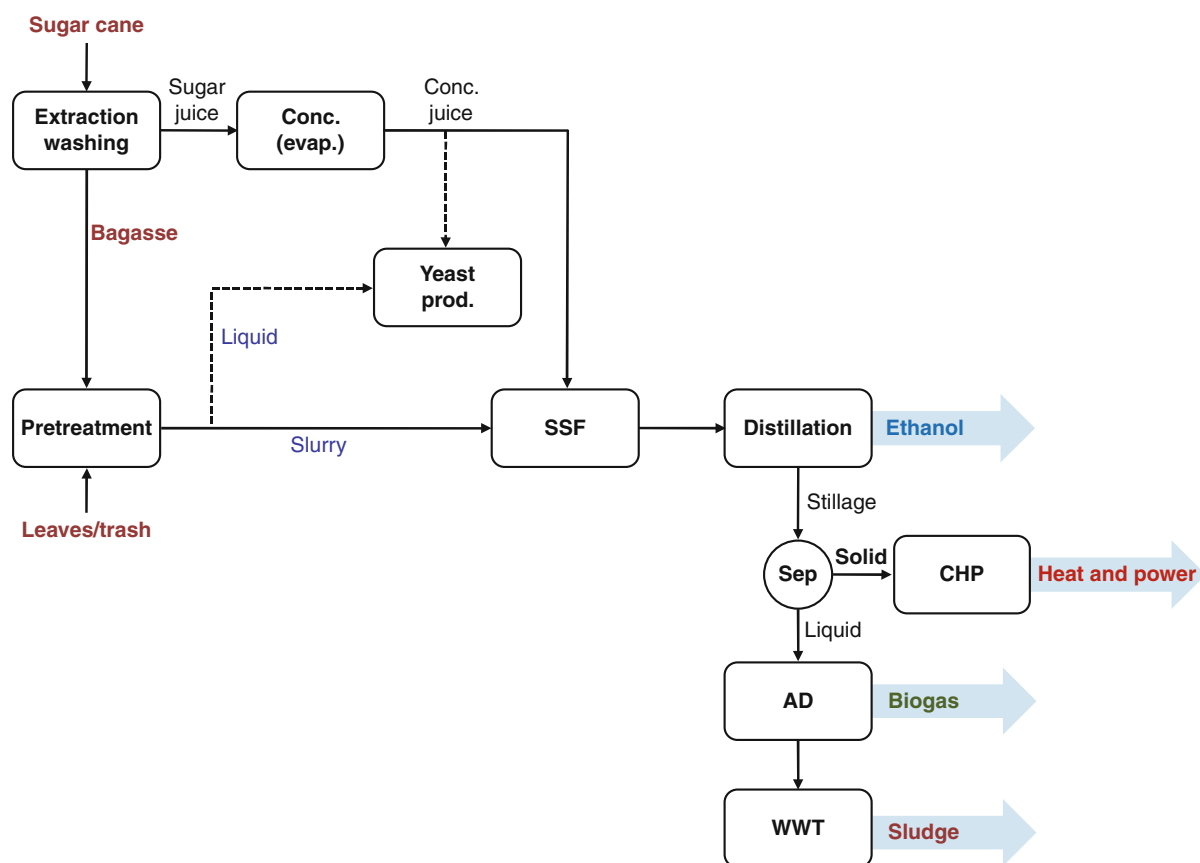 Sugar cane
Extraction
washing
Sugar
juice
Conc.
(evap.)
Conc.
juice
Bagasse
Yeast
prod.
Liquid
Pretreatment
Slurry
SSF
Distillation
Ethanol
Leaves/trash
Stillage
Sep
Solid
CHP
Heat and power
Liquid
AD
Biogas
WWT
Sludge